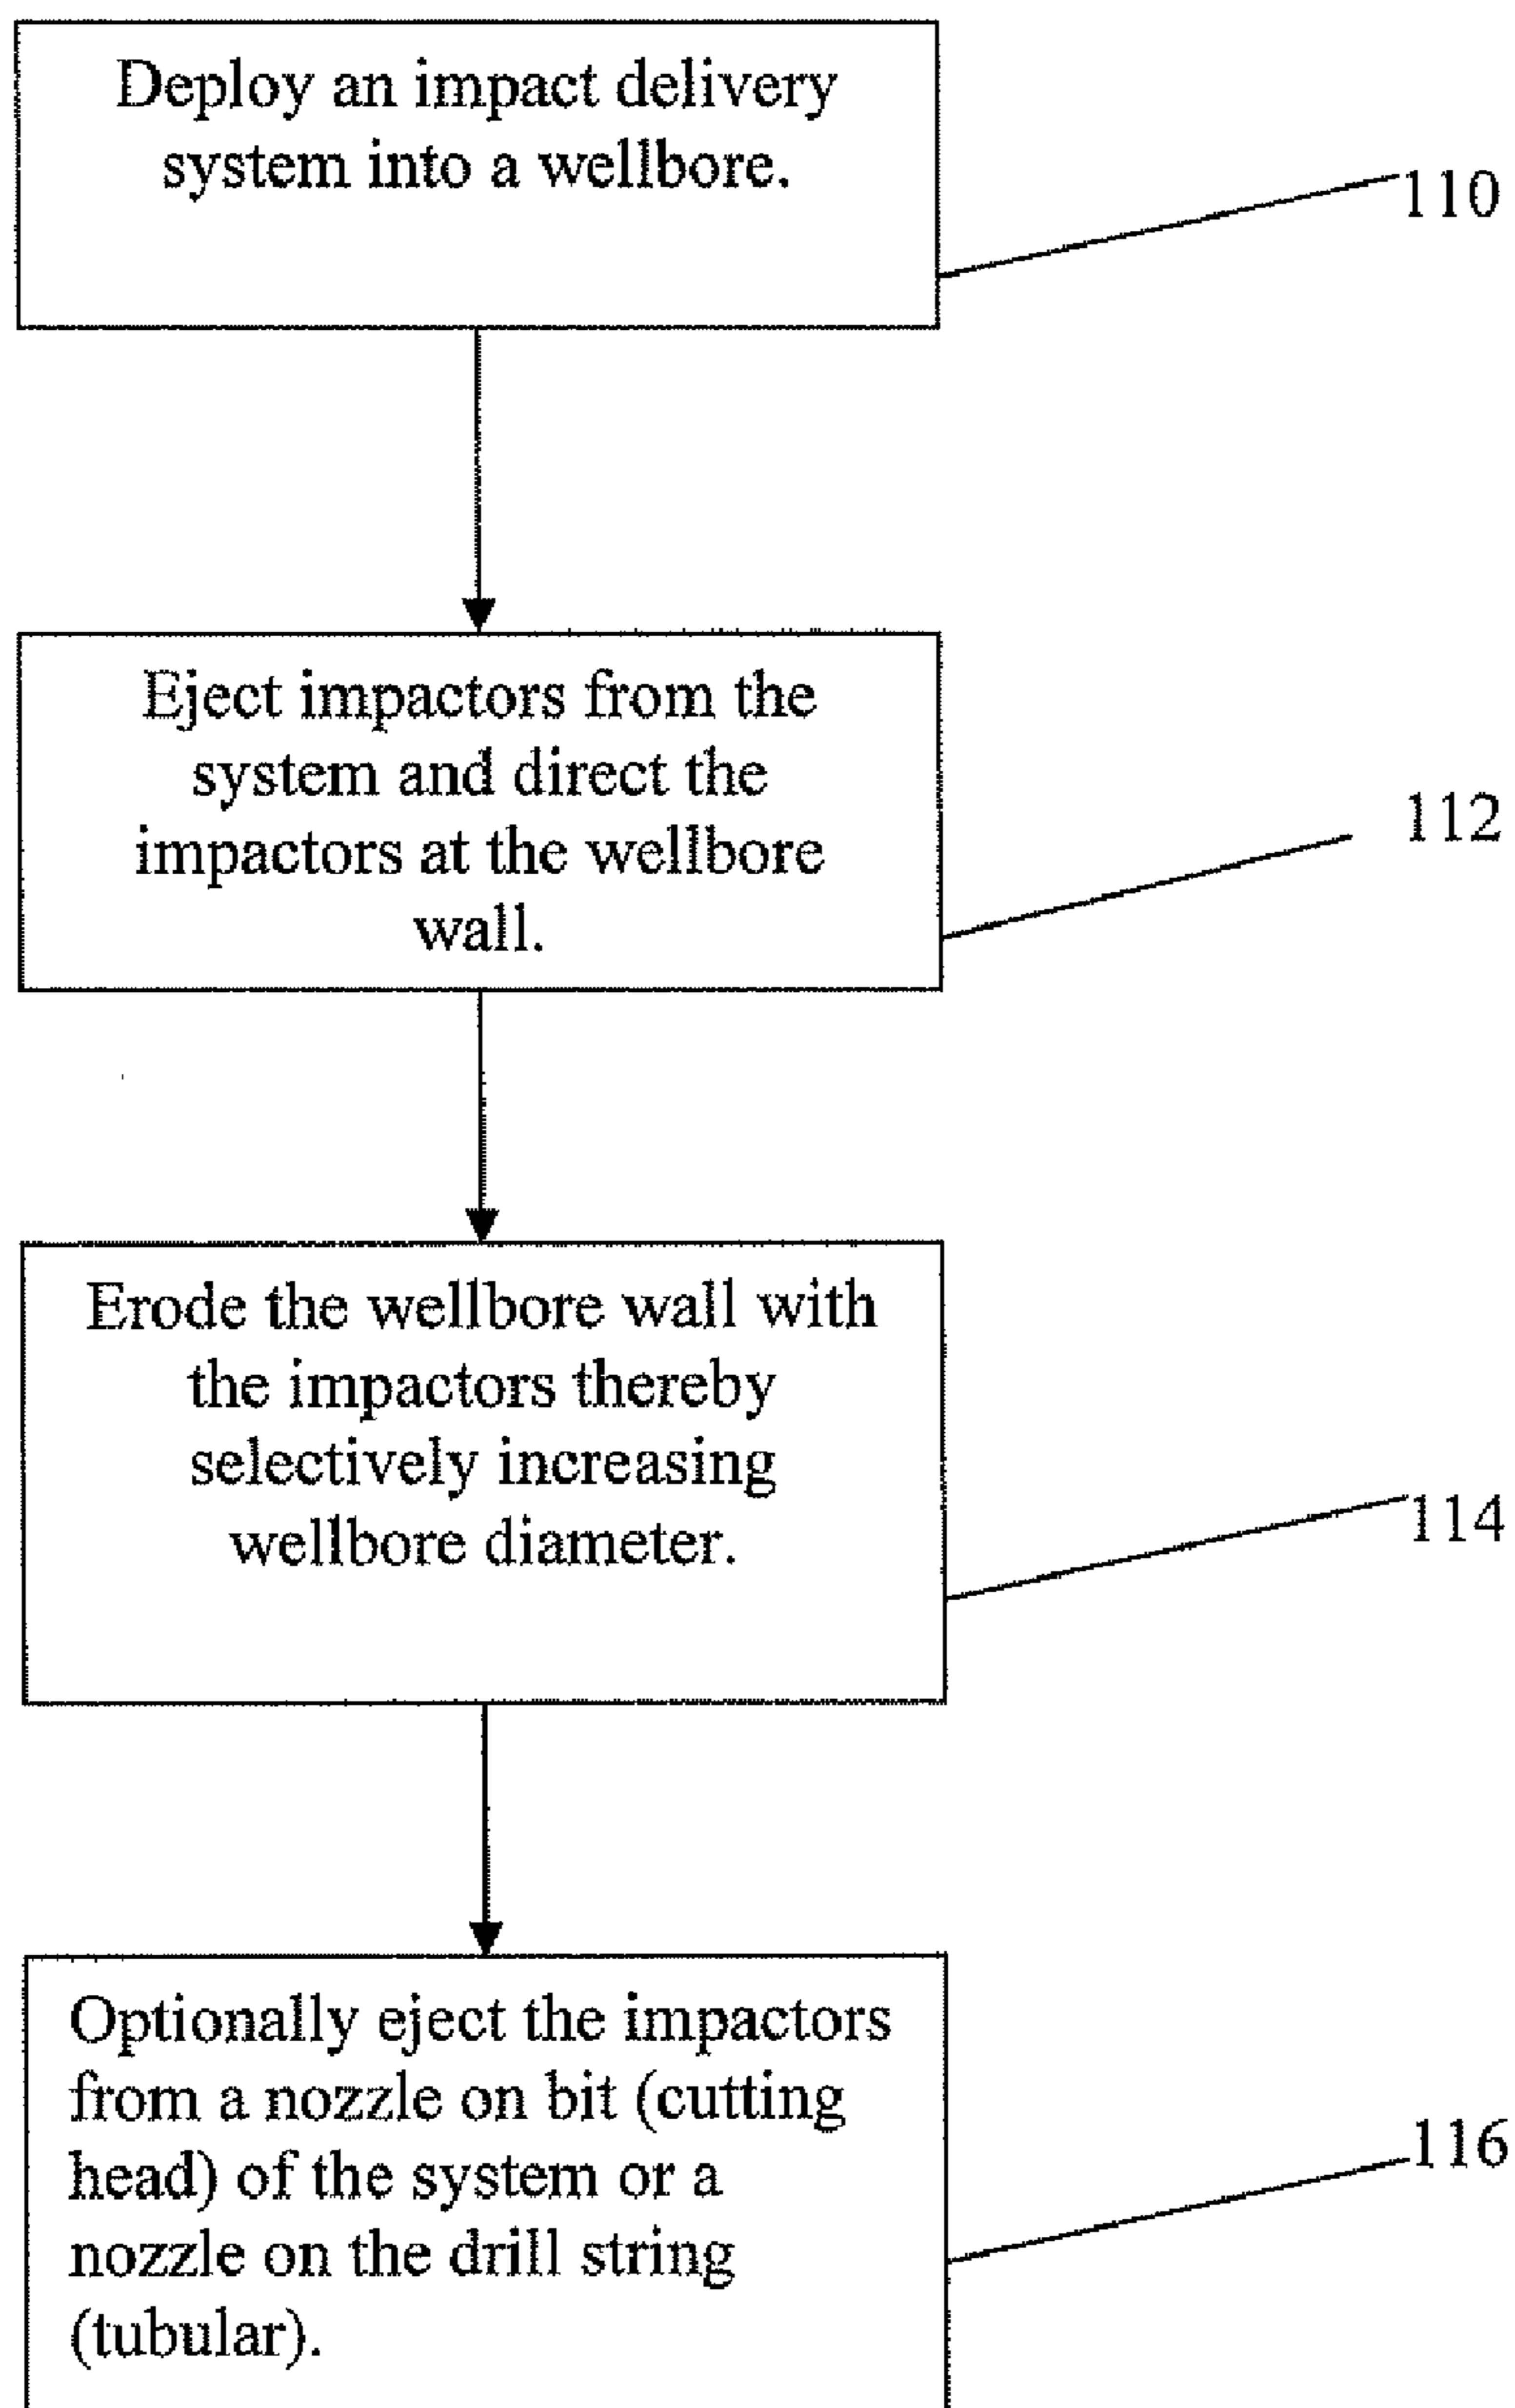 Deploy an impact delivery
system into a wellbore.
110
Eject impactors from the
system and direct the
impactors at the wellbore
wall.
112
Erode the wellbore wall with
the impactors thereby
selectively increasing
wellbore diameter.
114
Optionally eject the impactors
from a nozzle on bit (cutting
head) of the system or a
nozzle on the drill string
(tubular).
116